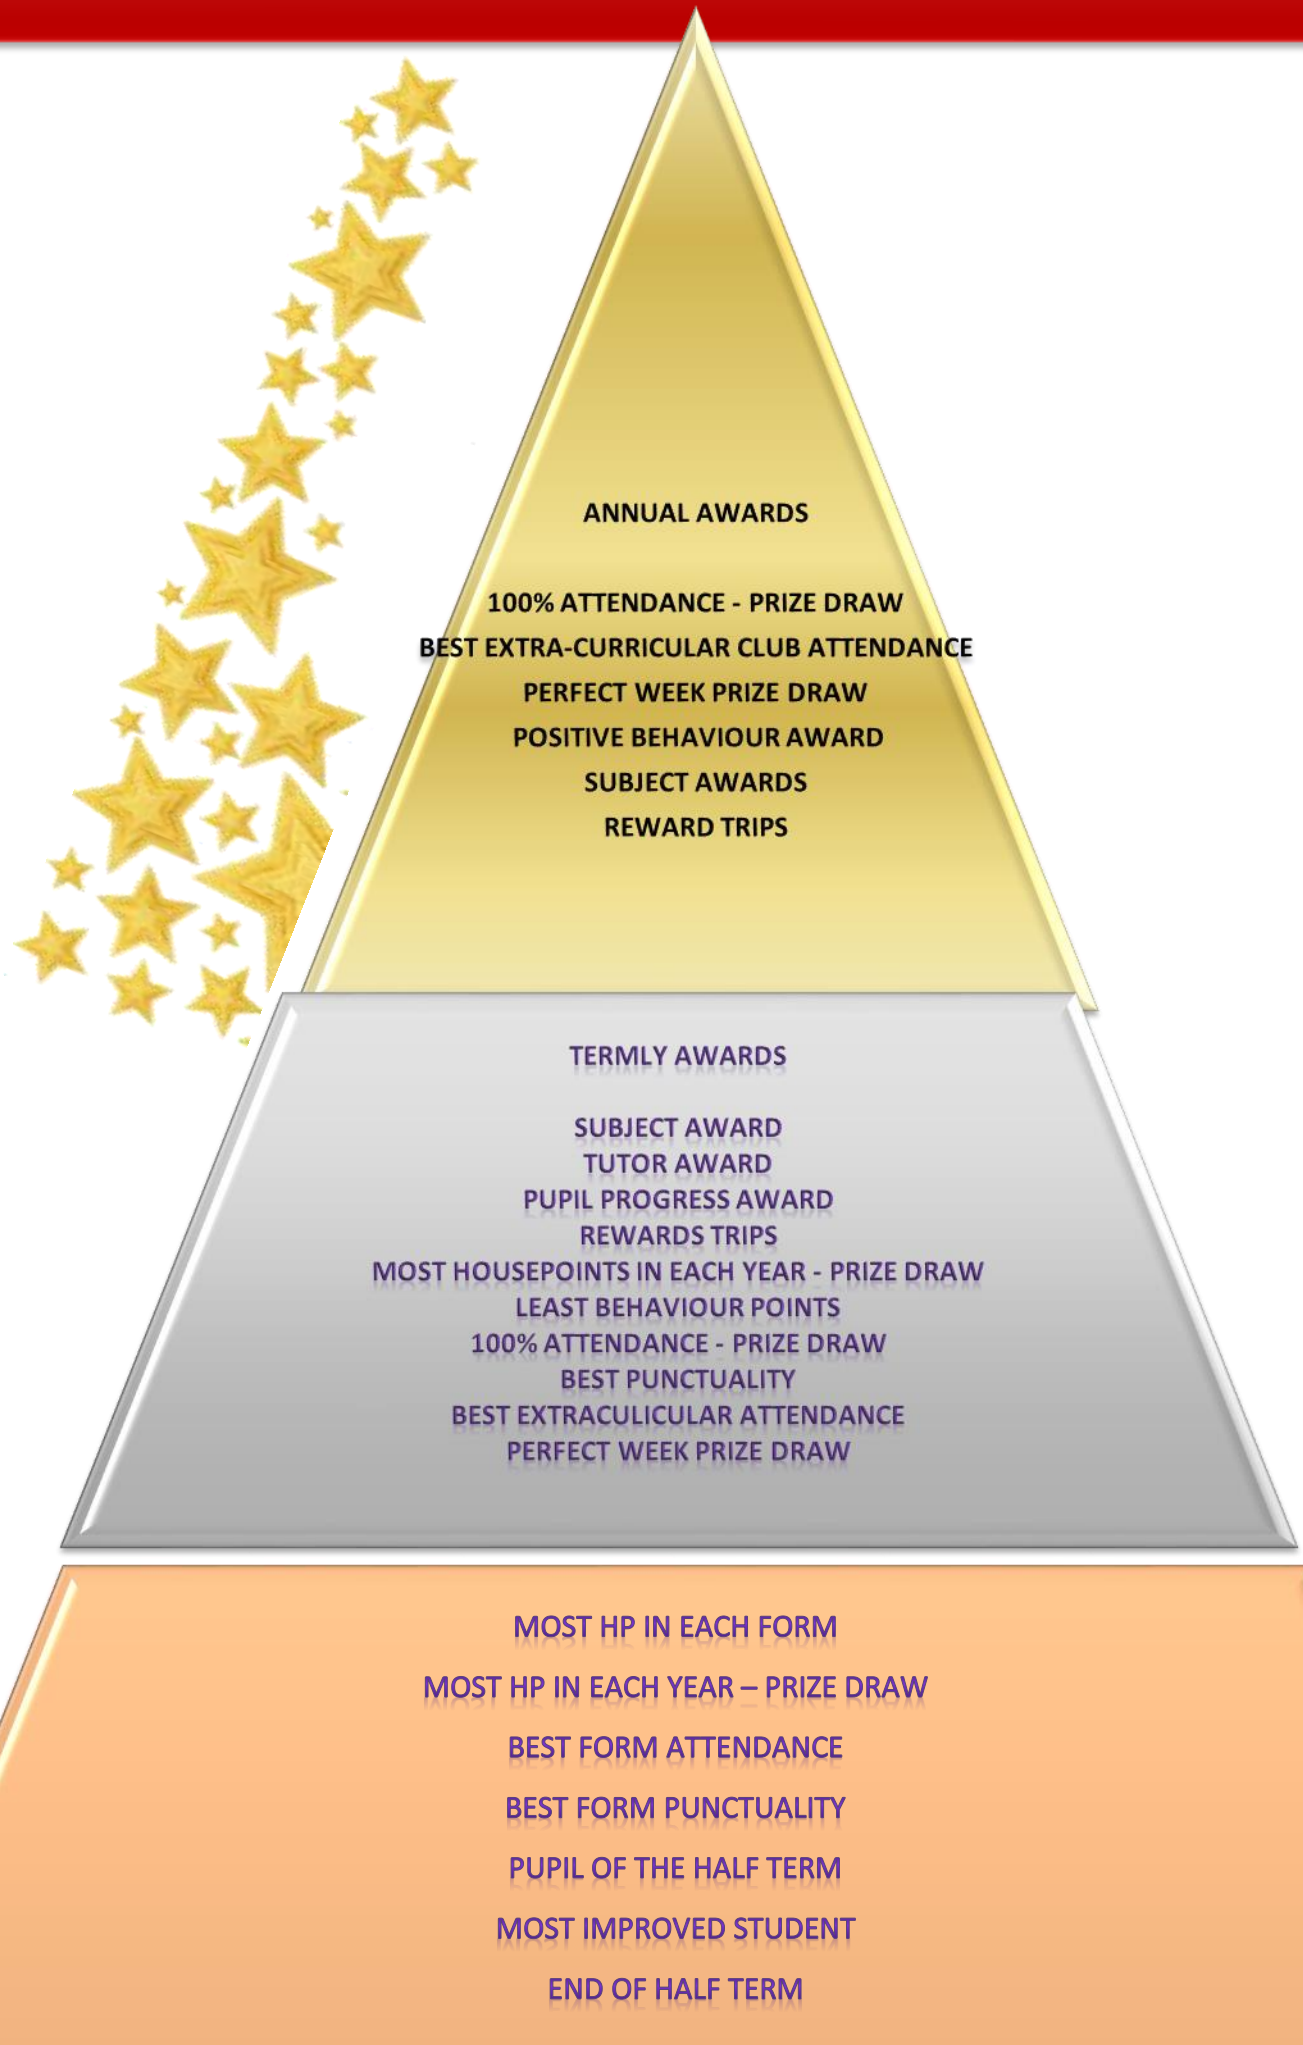 ANNUAL AWARDS
100% ATTENDANCE - PRIZE DRAW
BEST EXTRA-CURRICULAR CLUB ATTENDANCE
PERFECT WEEK PRIZE DRAW
POSITIVE BEHAVIOUR AWARD
SUBJECT AWARDS
REWARD TRIPS
TERMLY AWARDS
SUBJECT AWARD
TUTOR AWARD
PUPIL PROGRESS AWARD
REWARDS TRIPS
MOST HOUSEPOINTS IN EACH YEAR - PRIZE DRAW
LEAST BEHAVIOUR POINTS
100% ATTENDANCE - PRIZE DRAW
BEST PUNCTUALITY
BEST EXTRACULICULAR ATTENDANCE
PERFECT WEEK PRIZE DRAW
MOST HP IN EACH FORM
MOST HP IN EACH YEAR – PRIZE DRAW
BEST FORM ATTENDANCE
BEST FORM PUNCTUALITY
PUPIL OF THE HALF TERM
MOST IMPROVED STUDENT
END OF HALF TERM